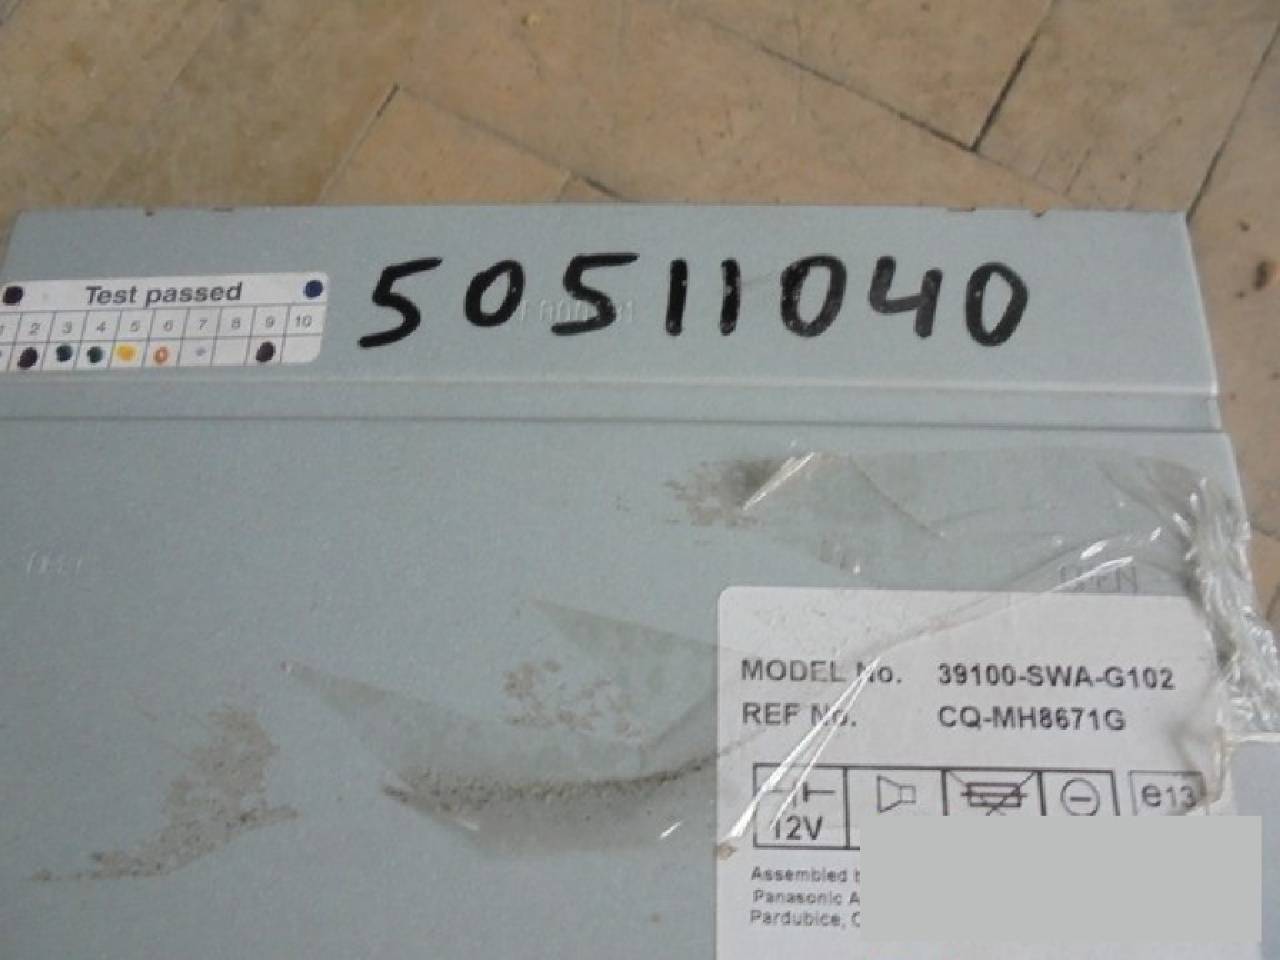 50511040
Test passed
1 2 3 4 5 6 7 8 9 10
MODEL No. 39100-SWA-G102
REF No. CQ-MH8671G
12V
e13
Assembled
Panasonic A
Pardubice,